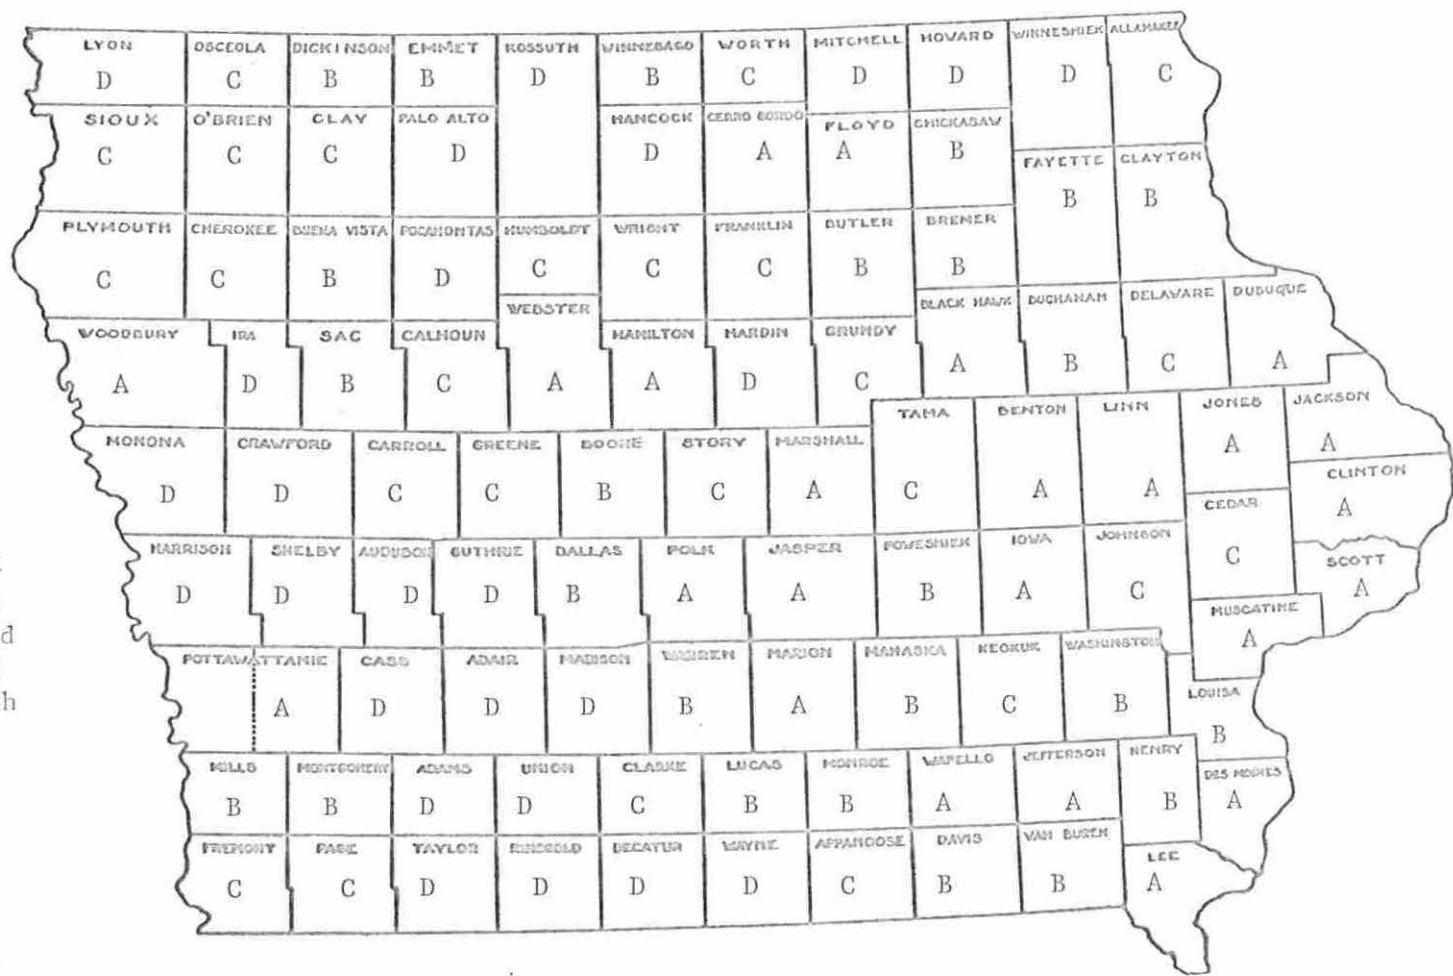 LYON OSCEOLA DICKINSON EMMET KOSSUTH WINNEBAGO WORTH MITCHELL HOWARD WINNESHIEK ALLAMAKEE
D C B B D B C D D D C
SIOUX O'BRIEN CLAY PALO ALTO HANCOCK CERRO GORDO FLOYD CHICKASAW
C C C D D A A B
FAYETTE CLAYTON
B B
PLYMOUTH CHEROKEE BUENA VISTA POCAHONTAS HUMBOLDT WRIGHT FRANKLIN BUTLER BREMER
C C B D C C C B B
WEBSTER BLACK HAWK BUCHANAN DELAWARE DUBUQUE
WOODBURY IDA SAC CALHOUN HAMILTON HARDIN GRUNDY
A D B C A A D C A B C A
TAMA BENTON LINN JONES JACKSON
A A
MONONA CRAWFORD CARROLL GREENE BOONE STORY MARSHALL
CLINTON
D D C C B C A C A A A
CEDAR
HARRISON SHELBY AUDUBON GUTHRIE DALLAS POLK JASPER POWESHIEK IOWA JOHNSON
C SCOTT
D D D D B A A B A C A
MUSCATINE
d
A
POTTAWATTAMIE CASS ADAIR MADISON WARREN MARION MAHASKA KEOKUK WASHINGTON
h
LOUISA
A D D D B A B C B B
MILLS MONTGOMERY ADAMS UNION CLARKE LUCAS MONROE WAPELLO JEFFERSON HENRY DES MOINES
B B D D C B B A A B A
FREMONT PAGE TAYLOR RINGGOLD DECATUR WAYNE APPANOOSE DAVIS VAN BUREN LEE
C C D D D D C B B A